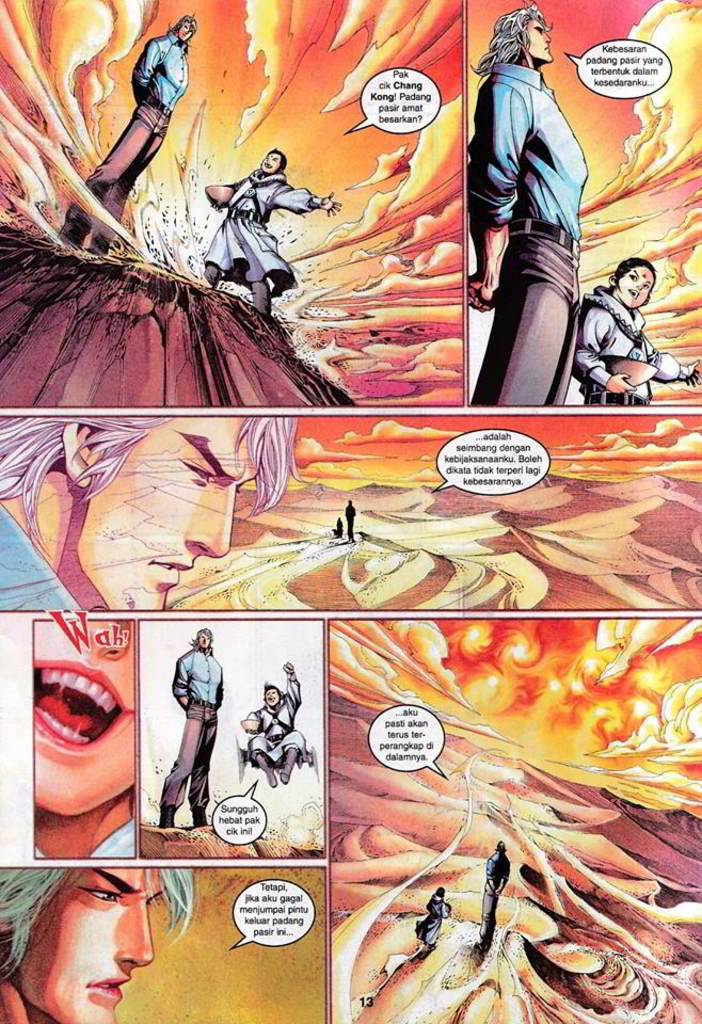 Pak
cik Chang
Kong! Padang
pasir amat
besarkan?
Kebesaran
padang pasir yang
terbentuk dalam
kesedaranku...
...adalah
seimbang dengan
kebijaksanaanku. Boleh
dikata tidak terperi lagi
kebesarannya.
Wah!
Sungguh
hebat pak
cik ini!
Tetapi,
jika aku gagal
menjumpai pintu
keluar padang
pasir ini...
...aku
pasti akan
terus ter-
perangkap di
dalamnya.
13